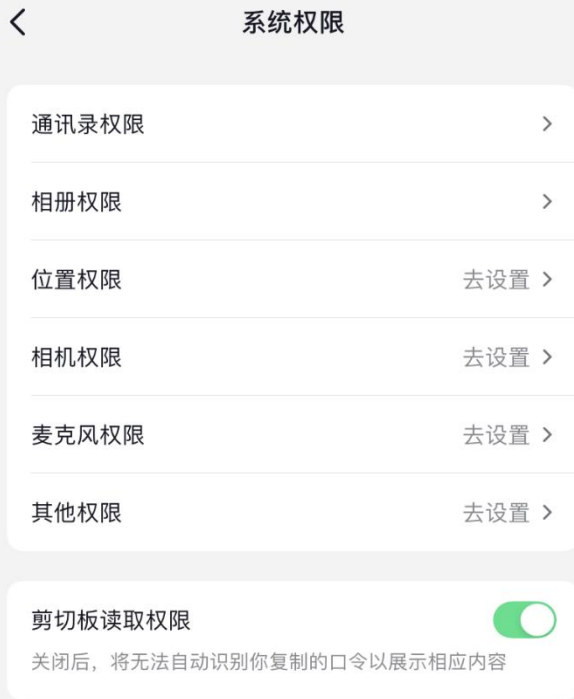 系统权限
通讯录权限
相册权限
位置权限 去设置
相机权限 去设置
麦克风权限 去设置
其他权限 去设置
剪切板读取权限
关闭后，将无法自动识别你复制的口令以展示相应内容